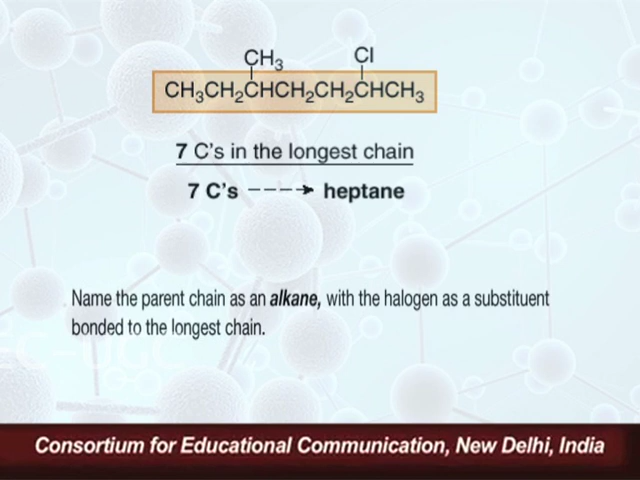 CH₃ Cl
CH₃CH₂CHCH₂CH₂CHCH₃
7 C's in the longest chain
7 C's ----► heptane
Name the parent chain as an alkane, with the halogen as a substituent
bonded to the longest chain.
Consortium for Educational Communication, New Delhi, India